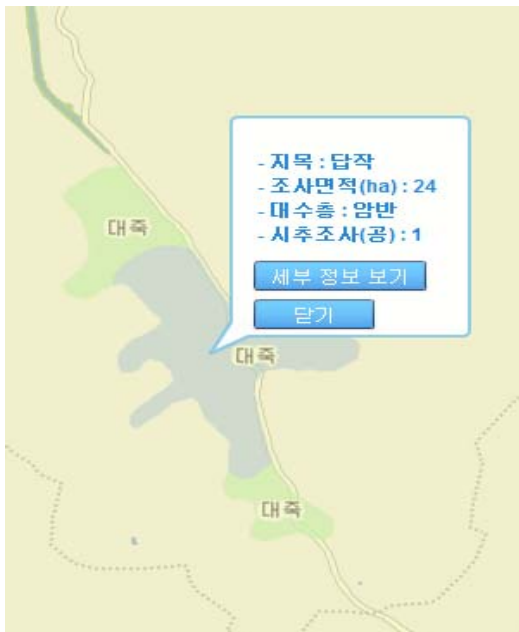 - 지목 : 답작
- 조사면적(ha) : 24
- 대수층 : 암반
- 시추조사(공) : 1
세부 정보 보기
닫기
대죽
대죽
대죽